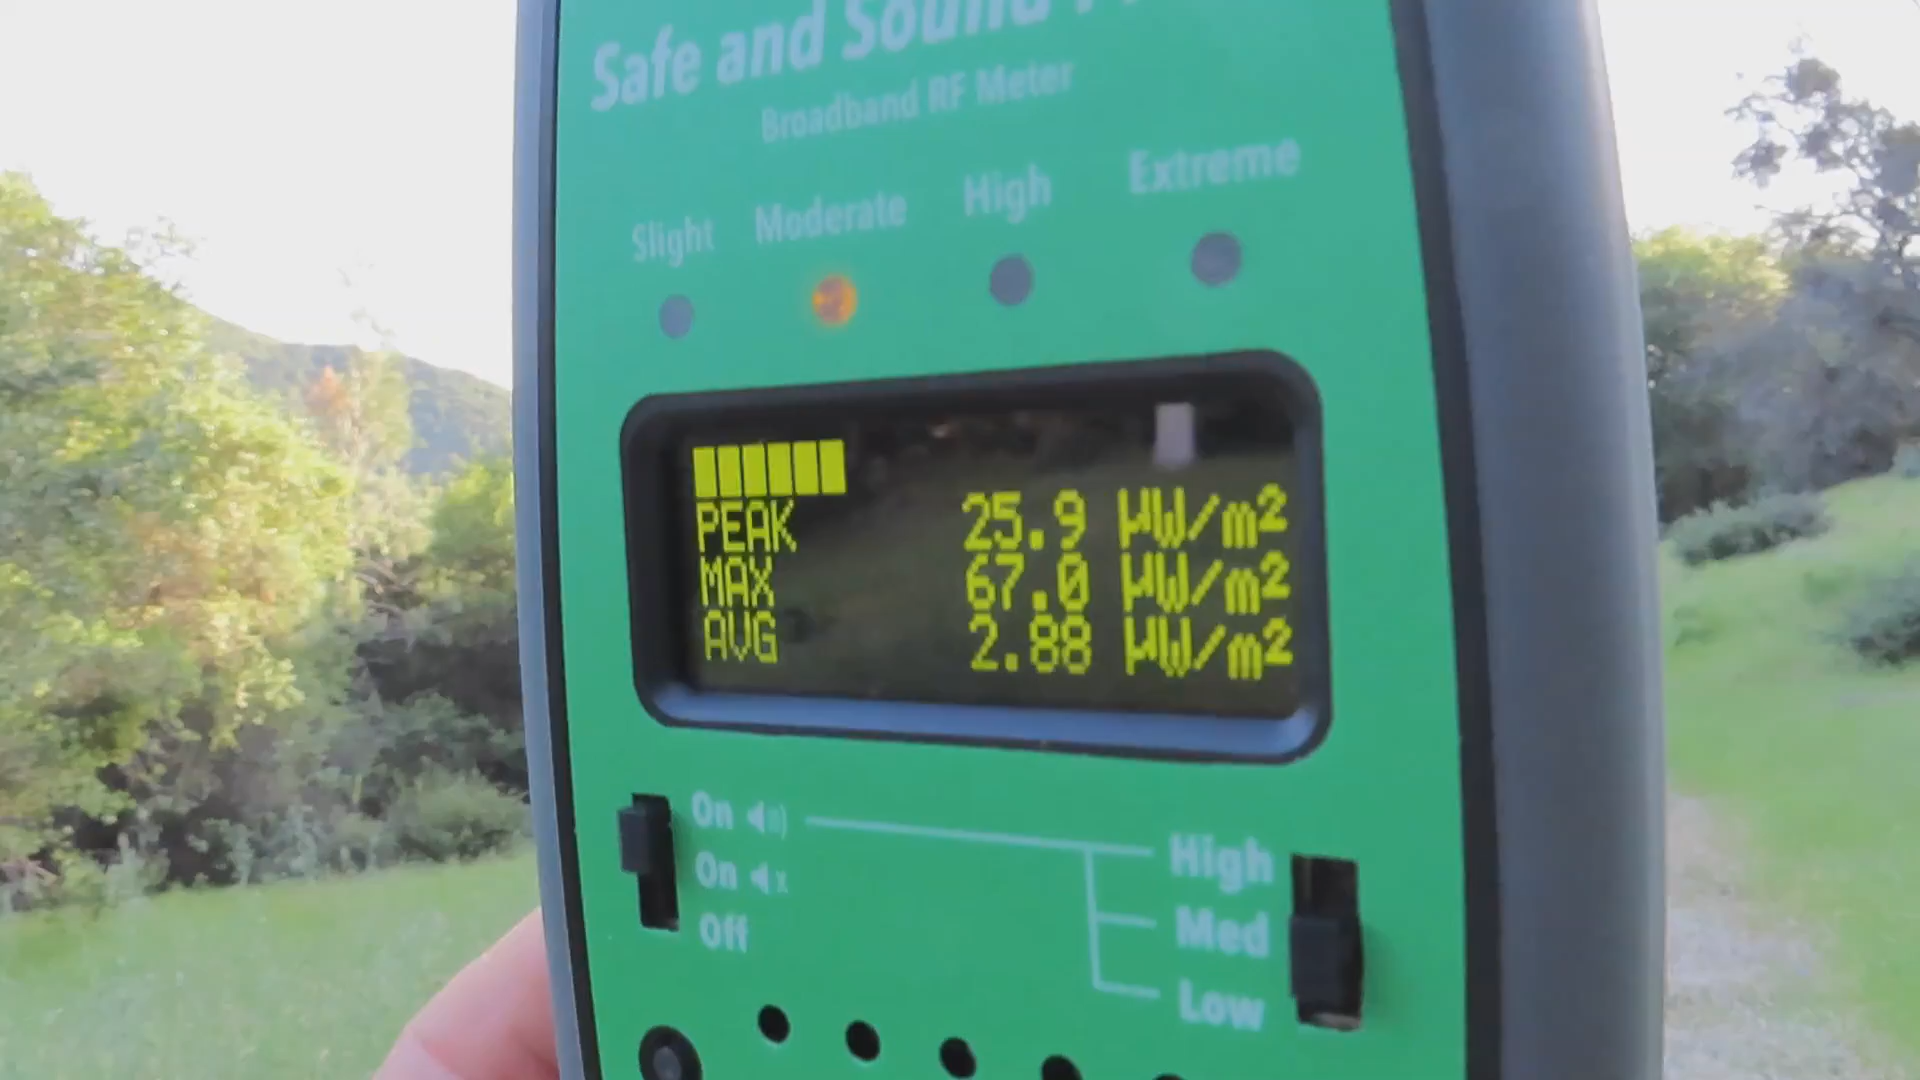 Safe and Sound
Broadband RF Meter
Slight Moderate High Extreme
PEAK 25.9 µW/m²
MAX 67.0 µW/m²
AVG 2.88 µW/m²
On High
On Med
Off Low